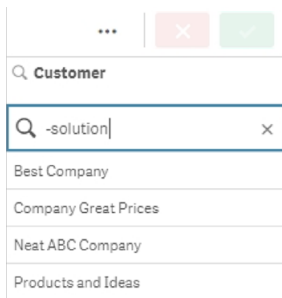 Customer
-solution
Best Company
Company Great Prices
Neat ABC Company
Products and Ideas